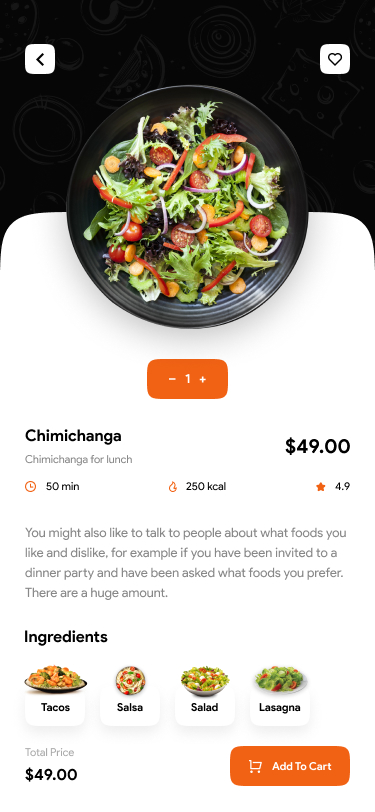 − 1 +
Chimichanga
$49.00
Chimichanga for lunch
50 min
250 kcal
4.9
You might also like to talk to people about what foods you
like and dislike, for example if you have been invited to a
dinner party and have been asked what foods you prefer.
There are a huge amount.
Ingredients
Tacos
Salsa
Salad
Lasagna
Total Price
$49.00
Add To Cart